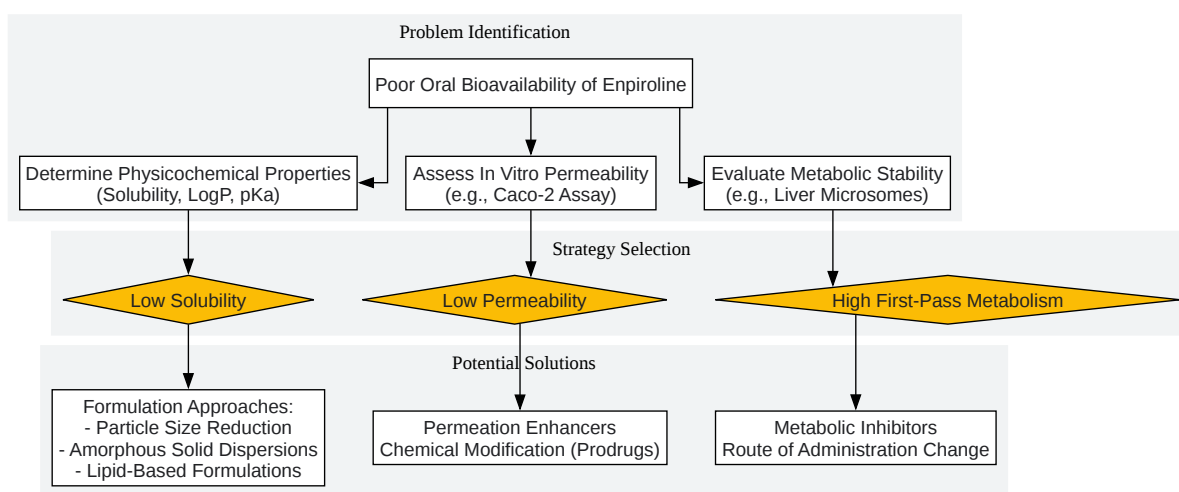 Problem Identification
Poor Oral Bioavailability of Enpiroline
Determine Physicochemical Properties
(Solubility, LogP, pKa)
Assess In Vitro Permeability
(e.g., Caco-2 Assay)
Evaluate Metabolic Stability
(e.g., Liver Microsomes)
Strategy Selection
Low Solubility
Low Permeability
High First-Pass Metabolism
Potential Solutions
Formulation Approaches:
- Particle Size Reduction
- Amorphous Solid Dispersions
- Lipid-Based Formulations
Permeation Enhancers
Chemical Modification (Prodrugs)
Metabolic Inhibitors
Route of Administration Change